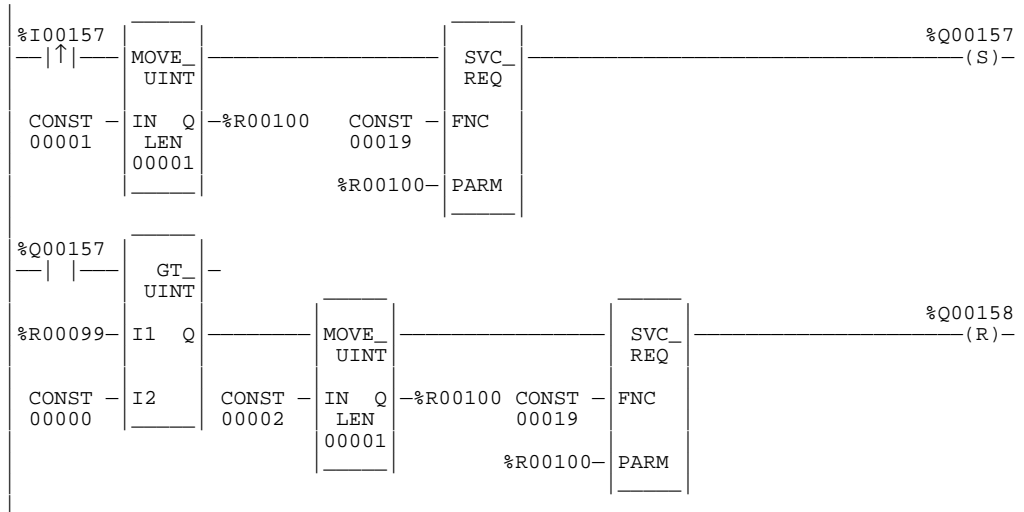 %I00157 %Q00157
↑ MOVE_ SVC_ (S)
UINT REQ
CONST IN Q %R00100 CONST FNC
00001 LEN 00019
00001
%R00100 PARM
%Q00157
GT_
UINT
%Q00158
%R00099 I1 Q MOVE_ SVC_ (R)
UINT REQ
CONST I2 CONST IN Q %R00100 CONST FNC
00000 00002 LEN 00019
00001
%R00100 PARM